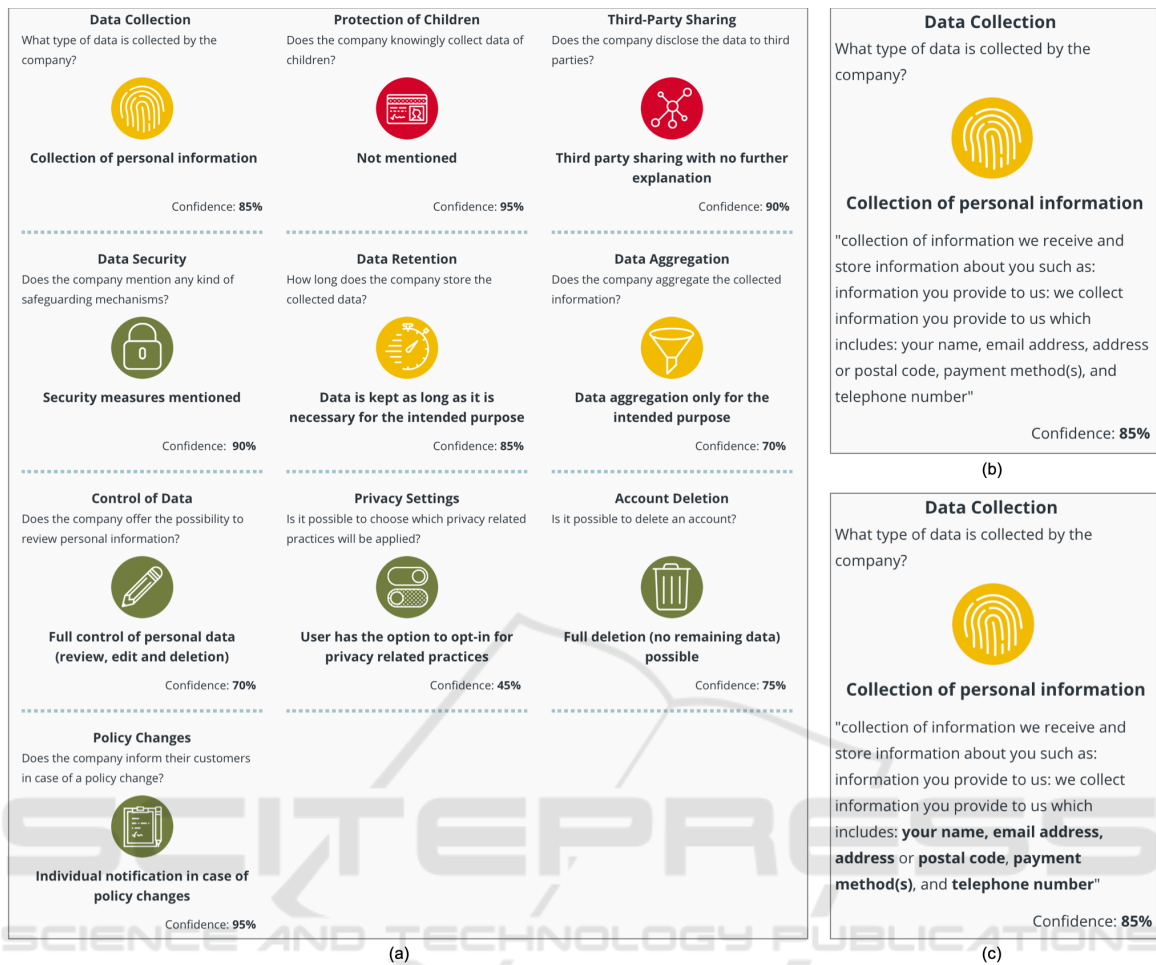 Data Collection
What type of data is collected by the
company?
Collection of personal information
Confidence: 85%
Protection of Children
Does the company knowingly collect data of
children?
Not mentioned
Confidence: 95%
Third-Party Sharing
Does the company disclose the data to third
parties?
Third party sharing with no further
explanation
Confidence: 90%
Data Security
Does the company mention any kind of
safeguarding mechanisms?
0
Security measures mentioned
Confidence: 90%
Data Retention
How long does the company store the
collected data?
Data is kept as long as it is
necessary for the intended purpose
Confidence: 85%
Data Aggregation
Does the company aggregate the collected
information?
Data aggregation only for the
intended purpose
Confidence: 70%
Control of Data
Does the company offer the possibility to
review personal information?
Full control of personal data
(review, edit and deletion)
Confidence: 70%
Privacy Settings
Is it possible to choose which privacy related
practices will be applied?
User has the option to opt-in for
privacy related practices
Confidence: 45%
Account Deletion
Is it possible to delete an account?
Full deletion (no remaining data)
possible
Confidence: 75%
Policy Changes
Does the company inform their customers
in case of a policy change?
Individual notification in case of
policy changes
Confidence: 95%
(a)
Data Collection
What type of data is collected by the
company?
Collection of personal information
"collection of information we receive and
store information about you such as:
information you provide to us: we collect
information you provide to us which
includes: your name, email address, address
or postal code, payment method(s), and
telephone number"
Confidence: 85%
(b)
Data Collection
What type of data is collected by the
company?
Collection of personal information
"collection of information we receive and
store information about you such as:
information you provide to us: we collect
information you provide to us which
includes: your name, email address,
address or postal code, payment
method(s), and telephone number"
Confidence: 85%
(c)
SCITEPRESS
SCIENCE AND TECHNOLOGY PUBLICATIONS